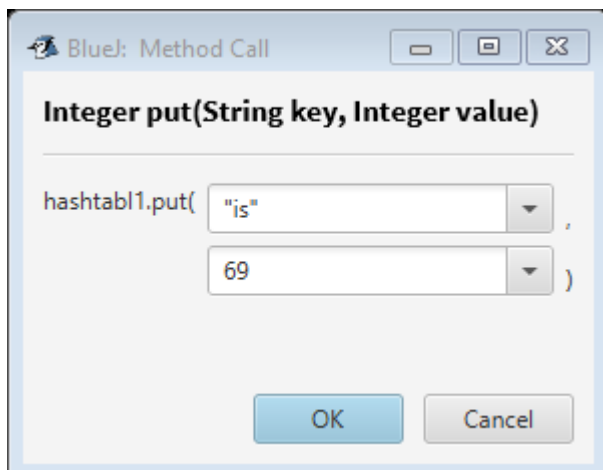 BlueJ: Method Call
Integer put(String key, Integer value)
hashtabl1.put( "is" ,
69 )
OK Cancel